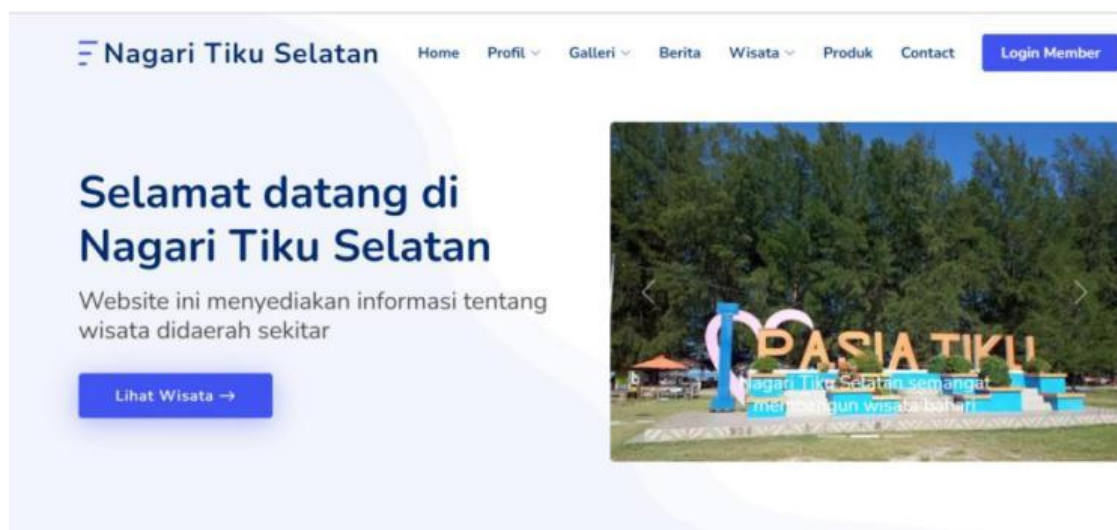 Nagari Tiku Selatan
Home Profil Galleri Berita Wisata Produk Contact Login Member
Selamat datang di
Nagari Tiku Selatan
Website ini menyediakan informasi tentang
wisata didaerah sekitar
Lihat Wisata →
PASIA TIKU
Nagari Tiku Selatan semangat
membangun wisata bahari